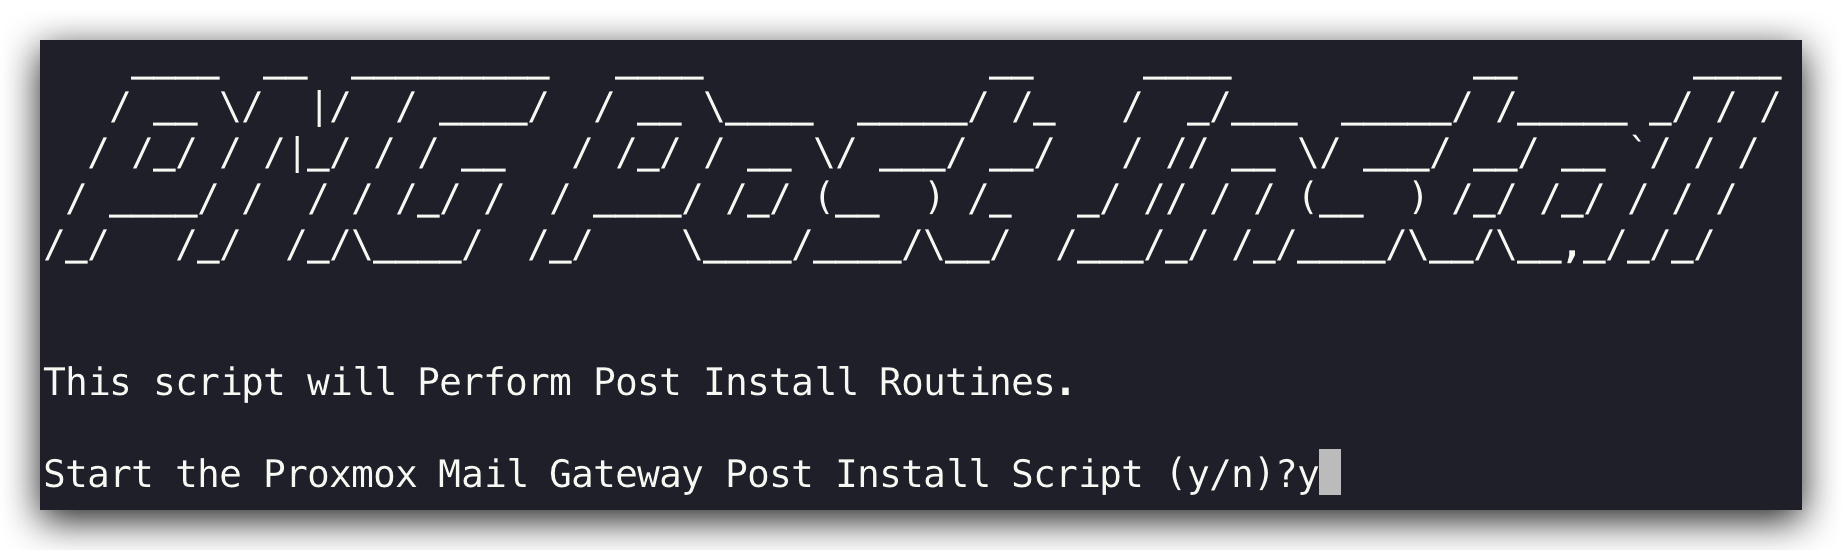 PMG Post Install
This script will Perform Post Install Routines.
Start the Proxmox Mail Gateway Post Install Script (y/n)?y